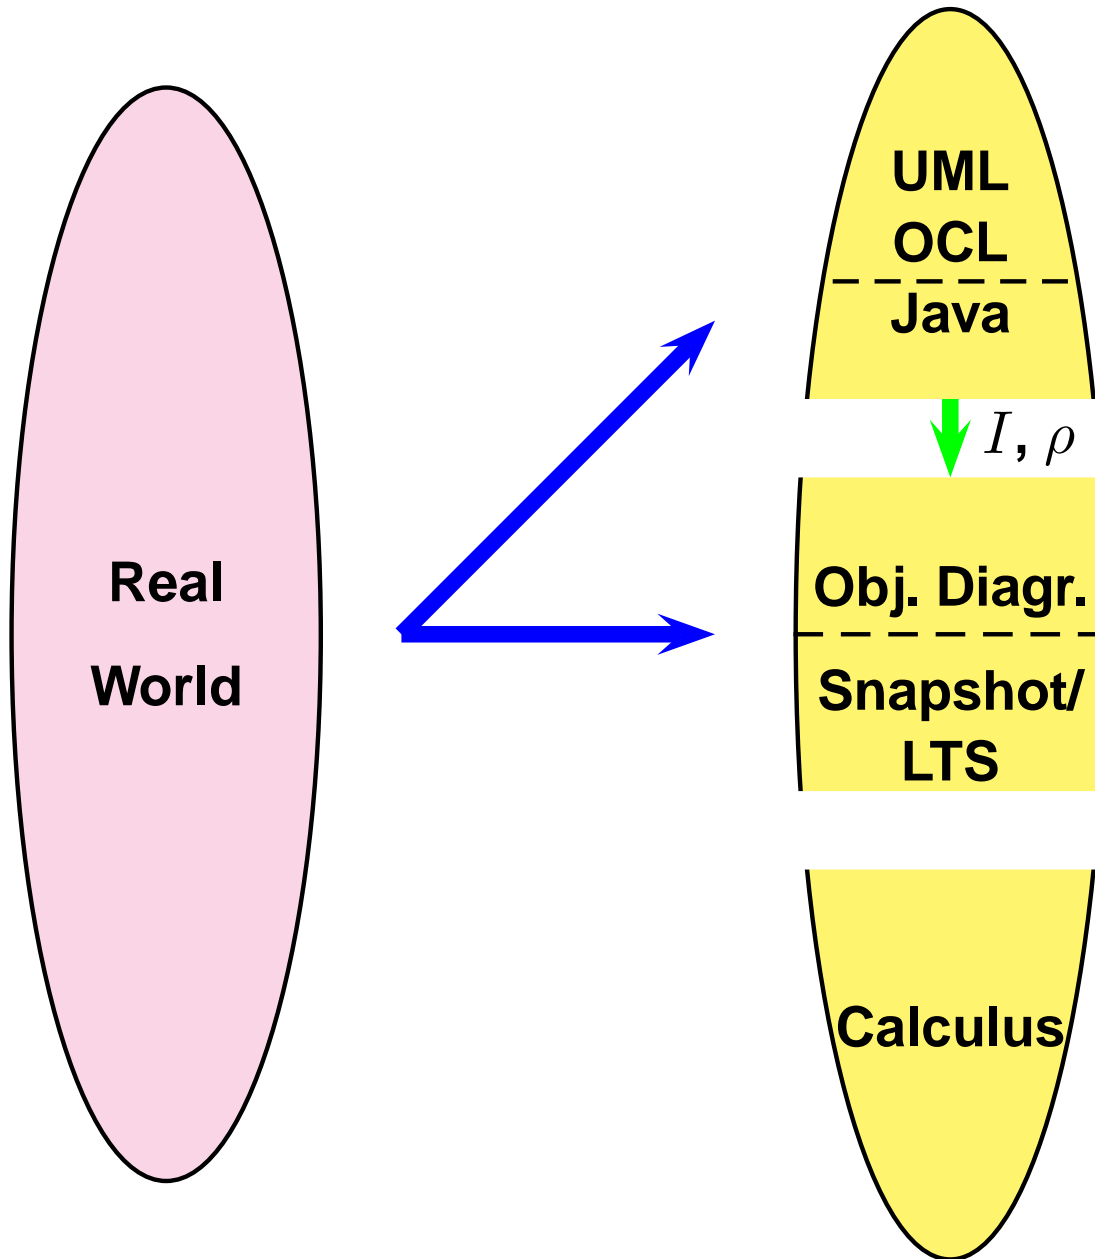 Real
World
UML
OCL
Java
I, ρ
Obj. Diagr.
Snapshot/
LTS
Calculus